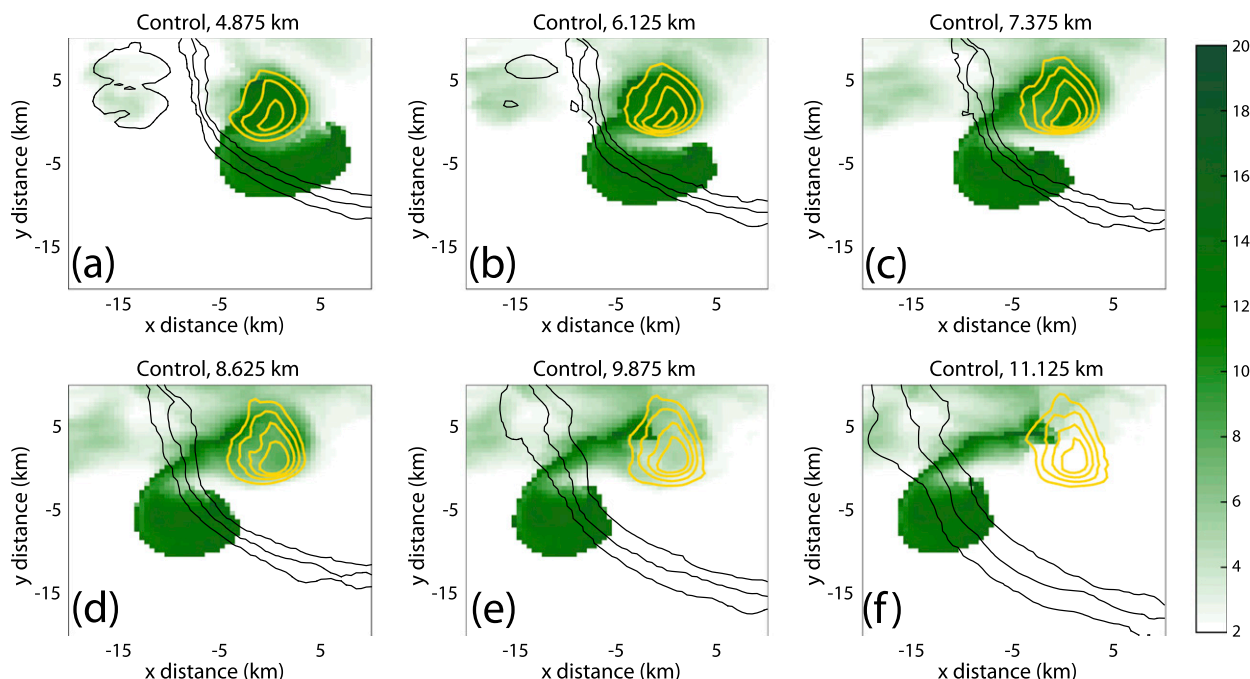 Control, 4.875 km
Control, 6.125 km
Control, 7.375 km
5
-5
-15
y distance (km)
(a)
-15
-5
5
x distance (km)
5
-5
-15
y distance (km)
(b)
-15
-5
5
x distance (km)
5
-5
-15
y distance (km)
(c)
-15
-5
5
x distance (km)
Control, 8.625 km
Control, 9.875 km
Control, 11.125 km
5
-5
-15
y distance (km)
(d)
-15
-5
5
x distance (km)
5
-5
-15
y distance (km)
(e)
-15
-5
5
x distance (km)
5
-5
-15
y distance (km)
(f)
-15
-5
5
x distance (km)
20
18
16
14
12
10
8
6
4
2